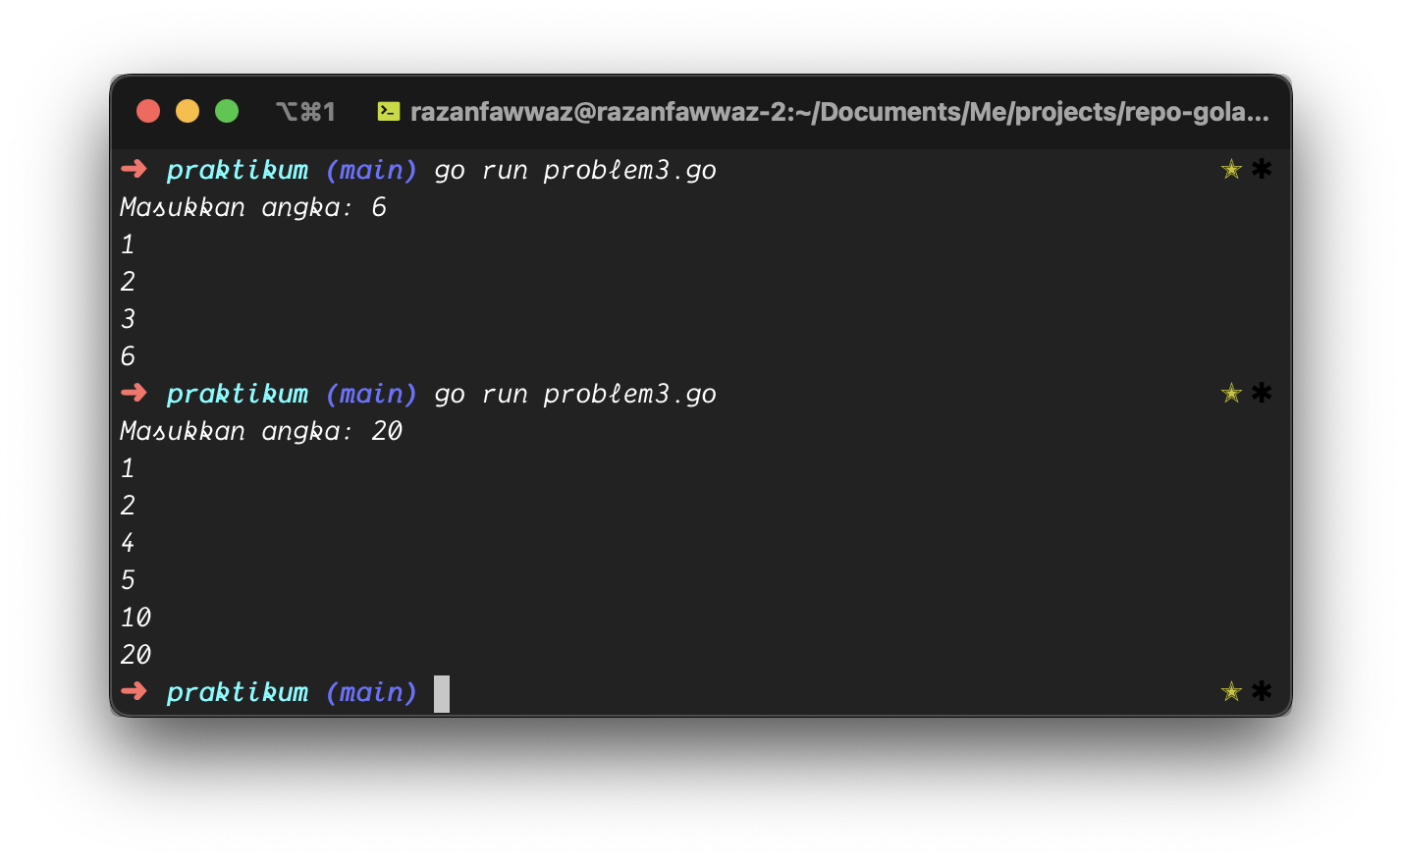 ⌥⌘1 razanfawwaz@razanfawwaz-2:~/Documents/Me/projects/repo-gola...
➜ praktikum (main) go run problem3.go ✭ ✱
Masukkan angka: 6
1
2
3
6
➜ praktikum (main) go run problem3.go ✭ ✱
Masukkan angka: 20
1
2
4
5
10
20
➜ praktikum (main) ✭ ✱